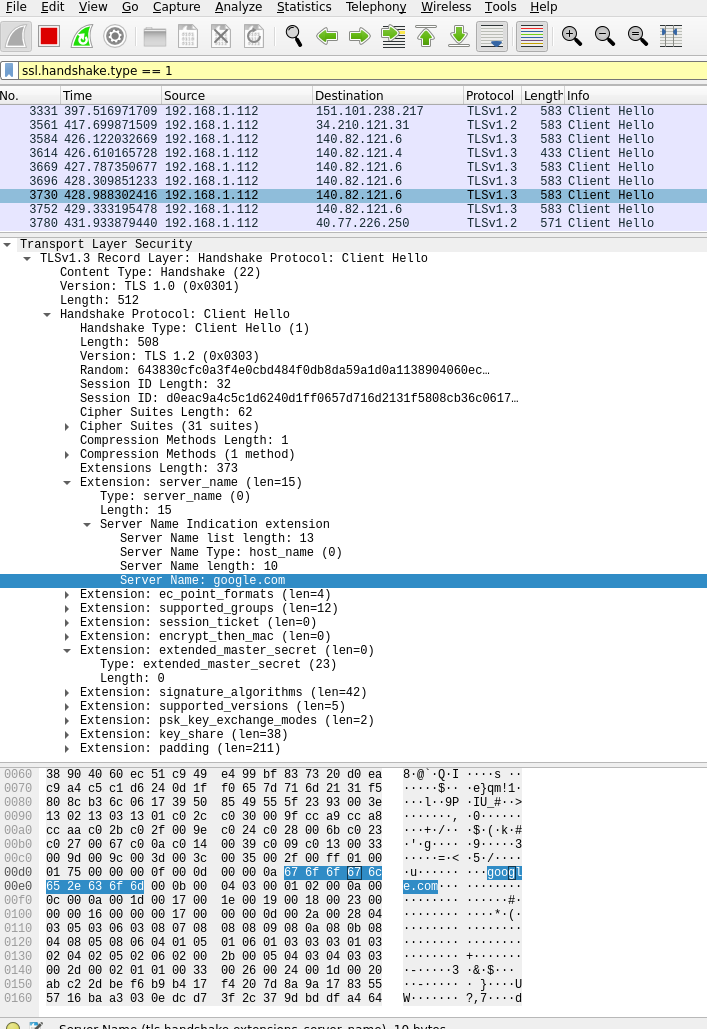 File Edit View Go Capture Analyze Statistics Telephony Wireless Tools Help
ssl.handshake.type == 1
No. Time Source Destination Protocol Length Info
3331 397.516971709 192.168.1.112 151.101.238.217 TLSv1.2 583 Client Hello
3561 417.699871509 192.168.1.112 34.210.121.31 TLSv1.2 583 Client Hello
3584 426.122032669 192.168.1.112 140.82.121.6 TLSv1.3 583 Client Hello
3614 426.610165728 192.168.1.112 140.82.121.4 TLSv1.3 433 Client Hello
3669 427.787350677 192.168.1.112 140.82.121.6 TLSv1.3 583 Client Hello
3696 428.309851233 192.168.1.112 140.82.121.6 TLSv1.3 583 Client Hello
3730 428.988302416 192.168.1.112 140.82.121.6 TLSv1.3 583 Client Hello
3752 429.333195478 192.168.1.112 140.82.121.6 TLSv1.3 583 Client Hello
3780 431.933879440 192.168.1.112 40.77.226.250 TLSv1.2 571 Client Hello
Transport Layer Security
TLSv1.3 Record Layer: Handshake Protocol: Client Hello
Content Type: Handshake (22)
Version: TLS 1.0 (0x0301)
Length: 512
Handshake Protocol: Client Hello
Handshake Type: Client Hello (1)
Length: 508
Version: TLS 1.2 (0x0303)
Random: 643830cfc0a3f4e0cbd484f0db8da59a1d0a1138904060ec…
Session ID Length: 32
Session ID: d0eac9a4c5c1d6240d1ff0657d716d2131f5808cb36c0617…
Cipher Suites Length: 62
Cipher Suites (31 suites)
Compression Methods Length: 1
Compression Methods (1 method)
Extensions Length: 373
Extension: server_name (len=15)
Type: server_name (0)
Length: 15
Server Name Indication extension
Server Name list length: 13
Server Name Type: host_name (0)
Server Name length: 10
Server Name: google.com
Extension: ec_point_formats (len=4)
Extension: supported_groups (len=12)
Extension: session_ticket (len=0)
Extension: encrypt_then_mac (len=0)
Extension: extended_master_secret (len=0)
Type: extended_master_secret (23)
Length: 0
Extension: signature_algorithms (len=42)
Extension: supported_versions (len=5)
Extension: psk_key_exchange_modes (len=2)
Extension: key_share (len=38)
Extension: padding (len=211)
0060 38 90 40 60 ec 51 c9 49 e4 99 bf 83 73 20 d0 ea 8·@`·Q·I ····s ··
0070 c9 a4 c5 c1 d6 24 0d 1f f0 65 7d 71 6d 21 31 f5 ·····$·· ·e}qm!1·
0080 80 8c b3 6c 06 17 39 50 85 49 55 5f 23 93 00 3e ···l··9P ·IU_#··>
0090 13 02 13 03 13 01 c0 2c c0 30 00 9f cc a9 cc a8 ·······, ·0······
00a0 cc aa c0 2b c0 2f 00 9e c0 24 c0 28 00 6b c0 23 ···+·/·· ·$·(·k·#
00b0 c0 27 00 67 c0 0a c0 14 00 39 c0 09 c0 13 00 33 ·'·g···· ·9·····3
00c0 00 9d 00 9c 00 3d 00 3c 00 35 00 2f 00 ff 01 00 ·····=·< ·5·/····
00d0 01 75 00 00 00 0f 00 0d 00 00 0a 67 6f 6f 67 6c ·u······ ···googl
00e0 65 2e 63 6f 6d 00 0b 00 04 03 00 01 02 00 0a 00 e.com··· ········
00f0 0c 00 0a 00 1d 00 17 00 1e 00 19 00 18 00 23 00 ········ ······#·
0100 00 00 16 00 00 00 17 00 00 00 0d 00 2a 00 28 04 ········ ····*·(·
0110 03 05 03 06 03 08 07 08 08 08 09 08 0a 08 0b 08 ········ ········
0120 04 08 05 08 06 04 01 05 01 06 01 03 03 03 01 03 ········ ········
0130 02 04 02 05 02 06 02 00 2b 00 05 04 03 04 03 03 ········ +·······
0140 00 2d 00 02 01 01 00 33 00 26 00 24 00 1d 00 20 ·-·····3 ·&·$···
0150 ab c2 2d be f6 b9 b4 17 f4 20 7d 8a 9a 17 83 55 ··-····· · }····U
0160 57 16 ba a3 03 0e dc d7 3f 2c 37 9d bd df a4 64 W······· ?,7····d
Server Name (tls.handshake.extensions_server_name), 10 bytes